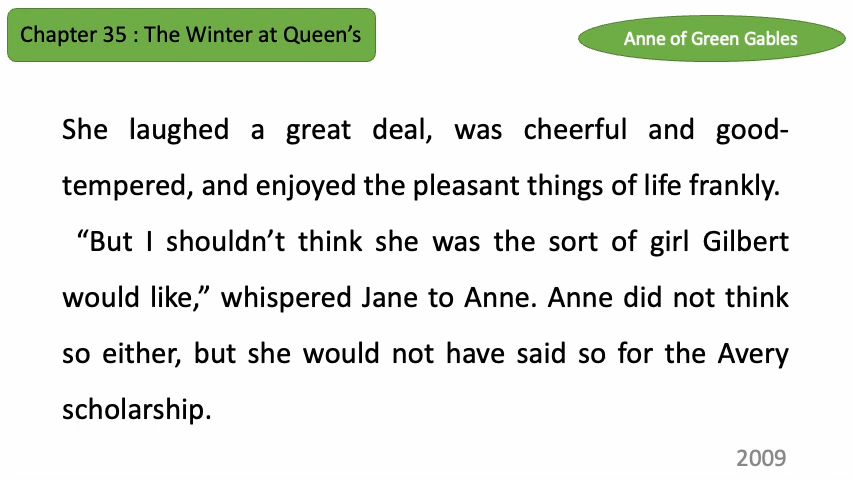 Chapter 35 : The Winter at Queen’s
Anne of Green Gables
She laughed a great deal, was cheerful and good-
tempered, and enjoyed the pleasant things of life frankly.
“But I shouldn’t think she was the sort of girl Gilbert
would like,” whispered Jane to Anne. Anne did not think
so either, but she would not have said so for the Avery
scholarship.
2009